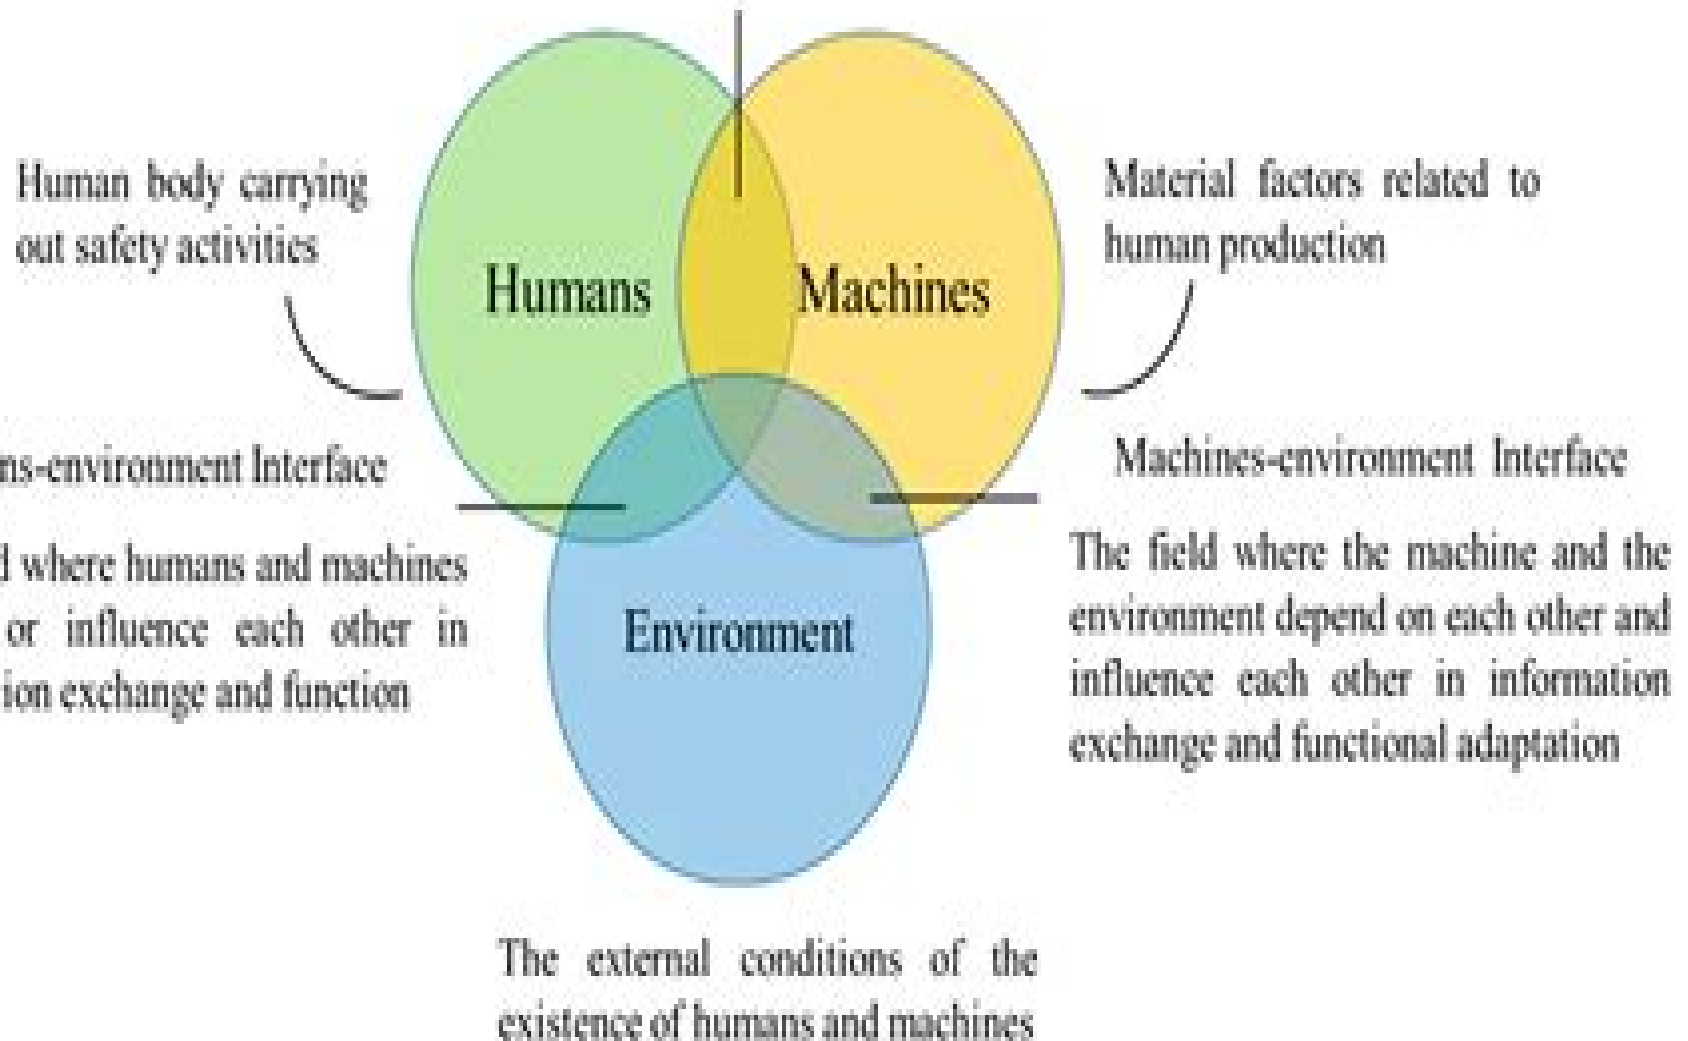 Human body carrying
out safety activities
Humans
Machines
Material factors related to
human production
ns-environment Interface
Machines-environment Interface
d where humans and machines
or influence each other in
ion exchange and function
Environment
The field where the machine and the
environment depend on each other and
influence each other in information
exchange and functional adaptation
The external conditions of the
existence of humans and machines